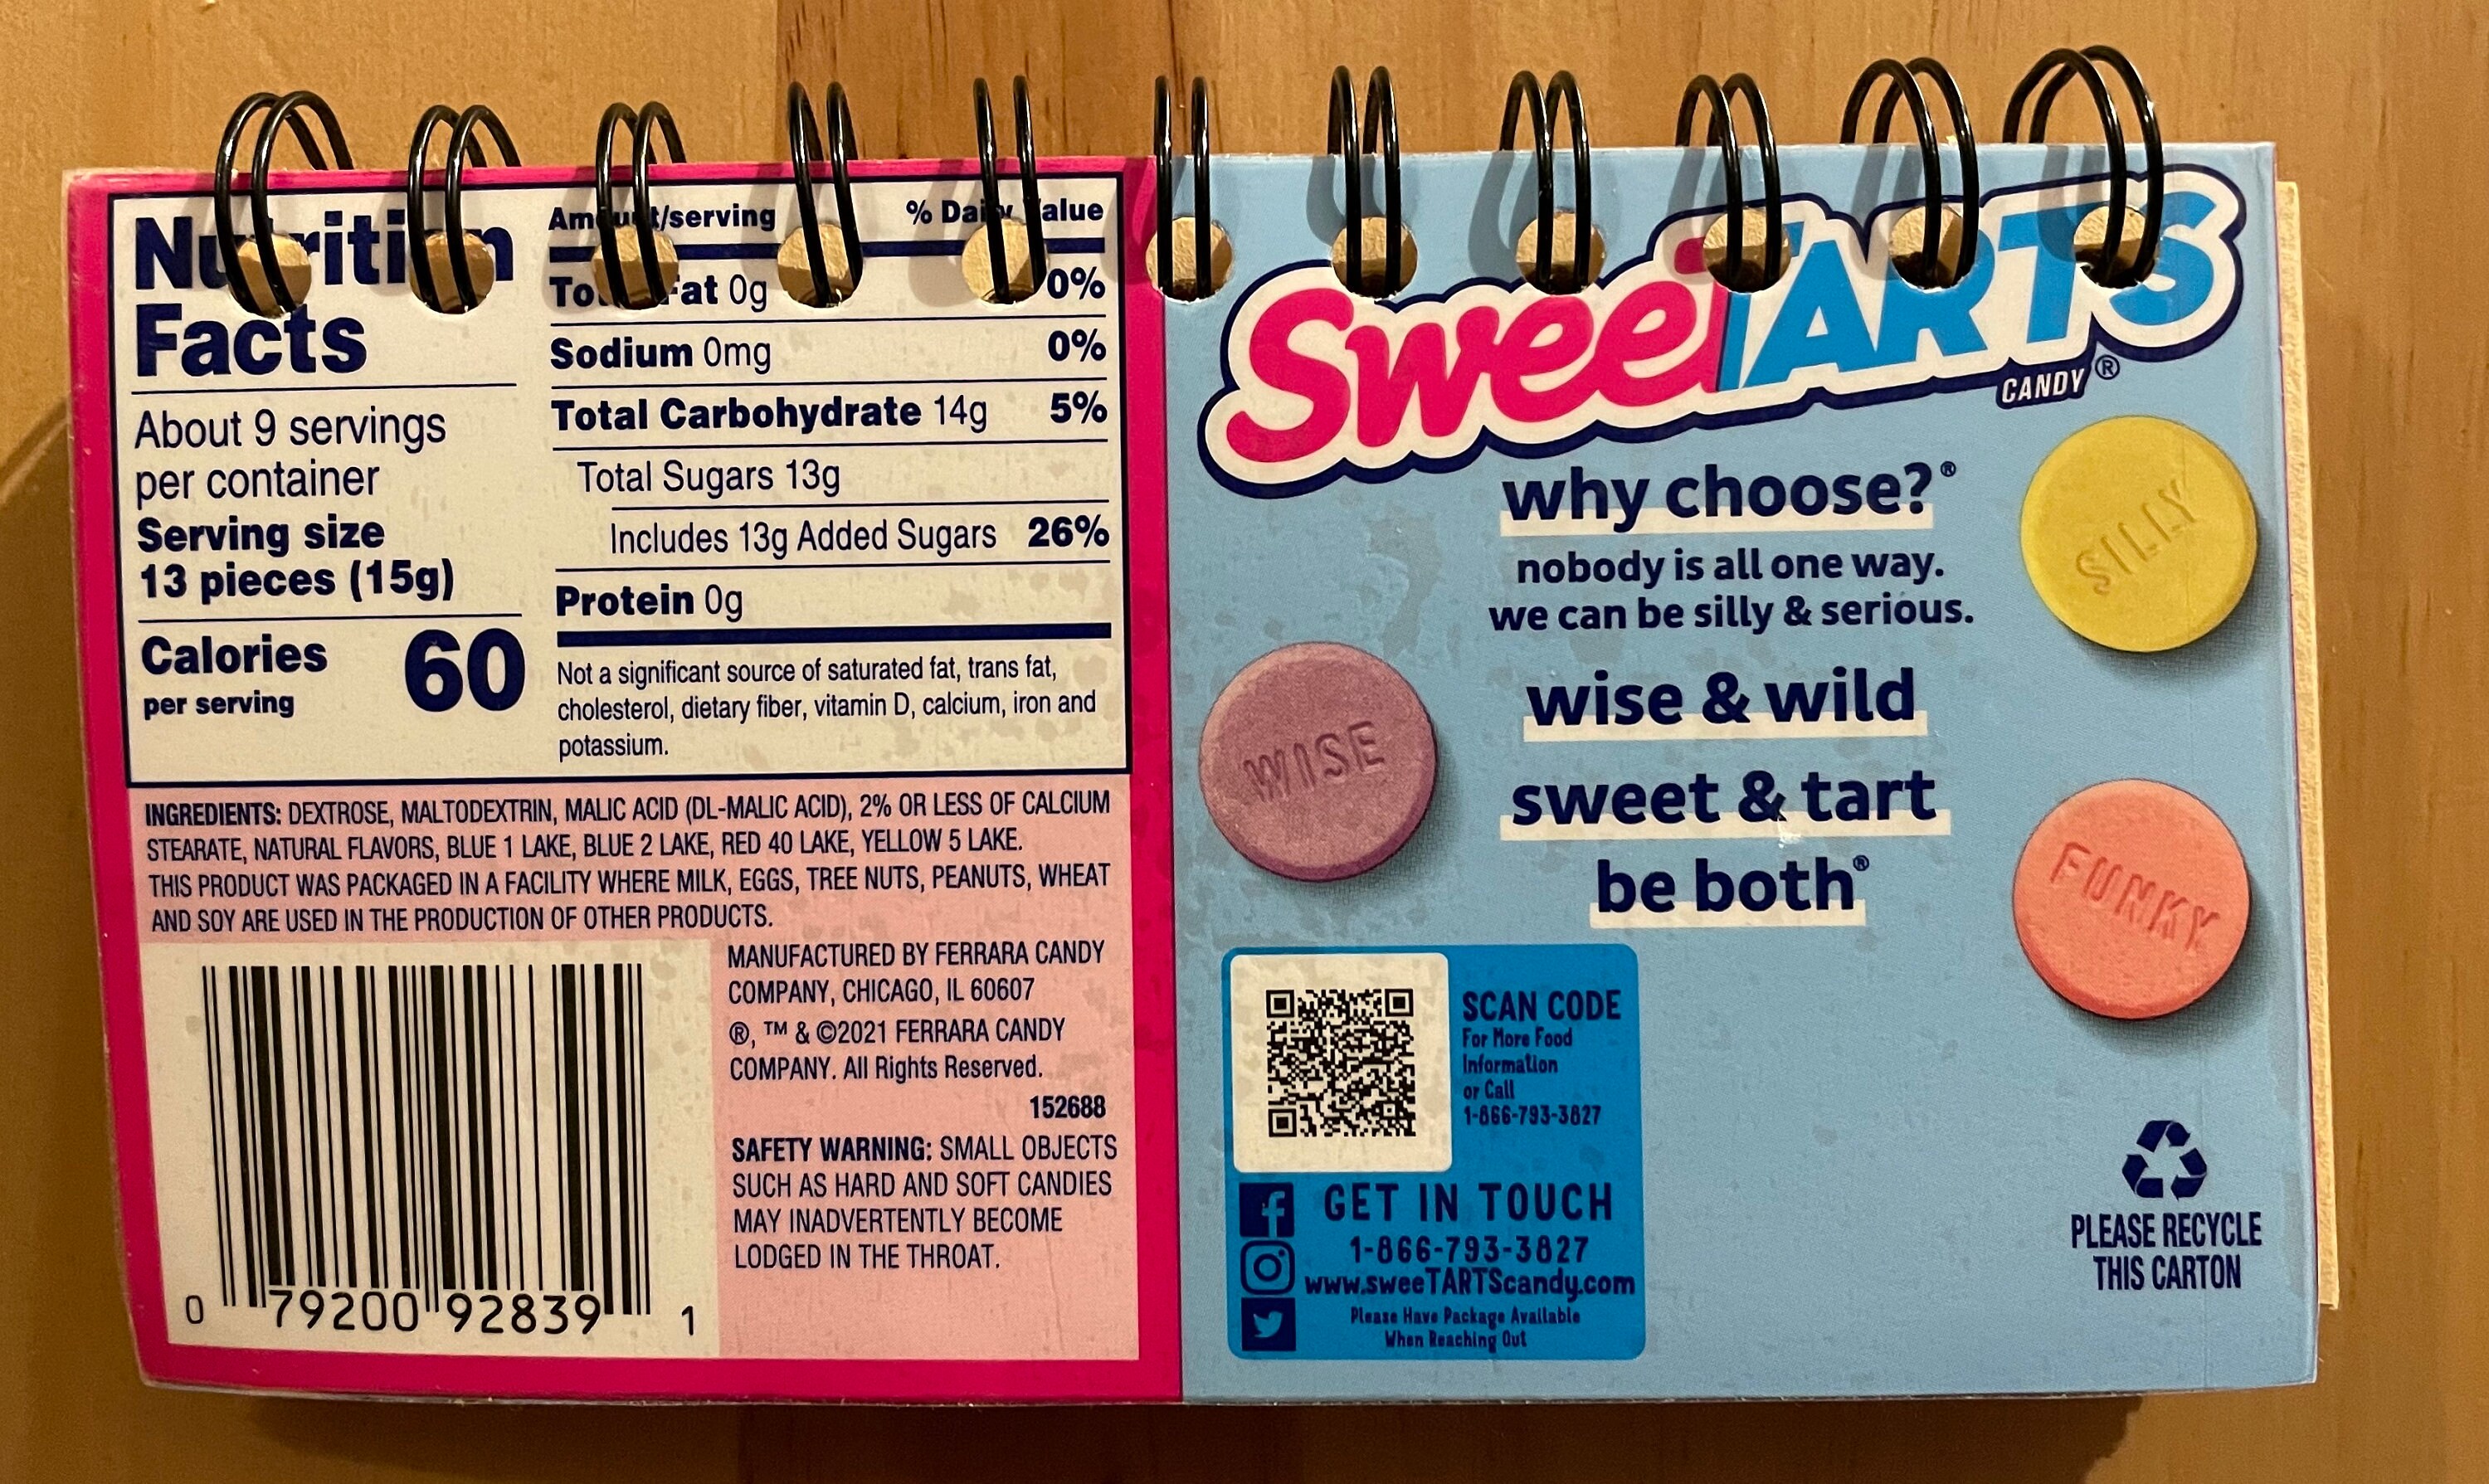 Facts
About 9 servings
per container
Serving size
13 pieces (15g)
Calories 60
per serving
/serving % alue
at 0g 0%
Sodium 0mg 0%
Total Carbohydrate 14g 5%
Total Sugars 13g
Includes 13g Added Sugars 26%
Protein 0g
Not a significant source of saturated fat, trans fat,
cholesterol, dietary fiber, vitamin D, calcium, iron and
potassium.
INGREDIENTS: DEXTROSE, MALTODEXTRIN, MALIC ACID (DL-MALIC ACID), 2% OR LESS OF CALCIUM
STEARATE, NATURAL FLAVORS, BLUE 1 LAKE, BLUE 2 LAKE, RED 40 LAKE, YELLOW 5 LAKE.
THIS PRODUCT WAS PACKAGED IN A FACILITY WHERE MILK, EGGS, TREE NUTS, PEANUTS, WHEAT
AND SOY ARE USED IN THE PRODUCTION OF OTHER PRODUCTS.
MANUFACTURED BY FERRARA CANDY
COMPANY, CHICAGO, IL 60607
®, ™ & ©2021 FERRARA CANDY
COMPANY. All Rights Reserved.
152688
SAFETY WARNING: SMALL OBJECTS
SUCH AS HARD AND SOFT CANDIES
MAY INADVERTENTLY BECOME
LODGED IN THE THROAT.
0 79200 92839 1
SweeTARTS
CANDY®
why choose?®
nobody is all one way.
we can be silly & serious.
wise & wild
sweet & tart
be both®
SILLY
WISE
FUNKY
SCAN CODE
For More Food
Information
or Call
1-866-793-3827
GET IN TOUCH
1-866-793-3827
www.sweeTARTScandy.com
Please Have Package Available
When Reaching Out
PLEASE RECYCLE
THIS CARTON